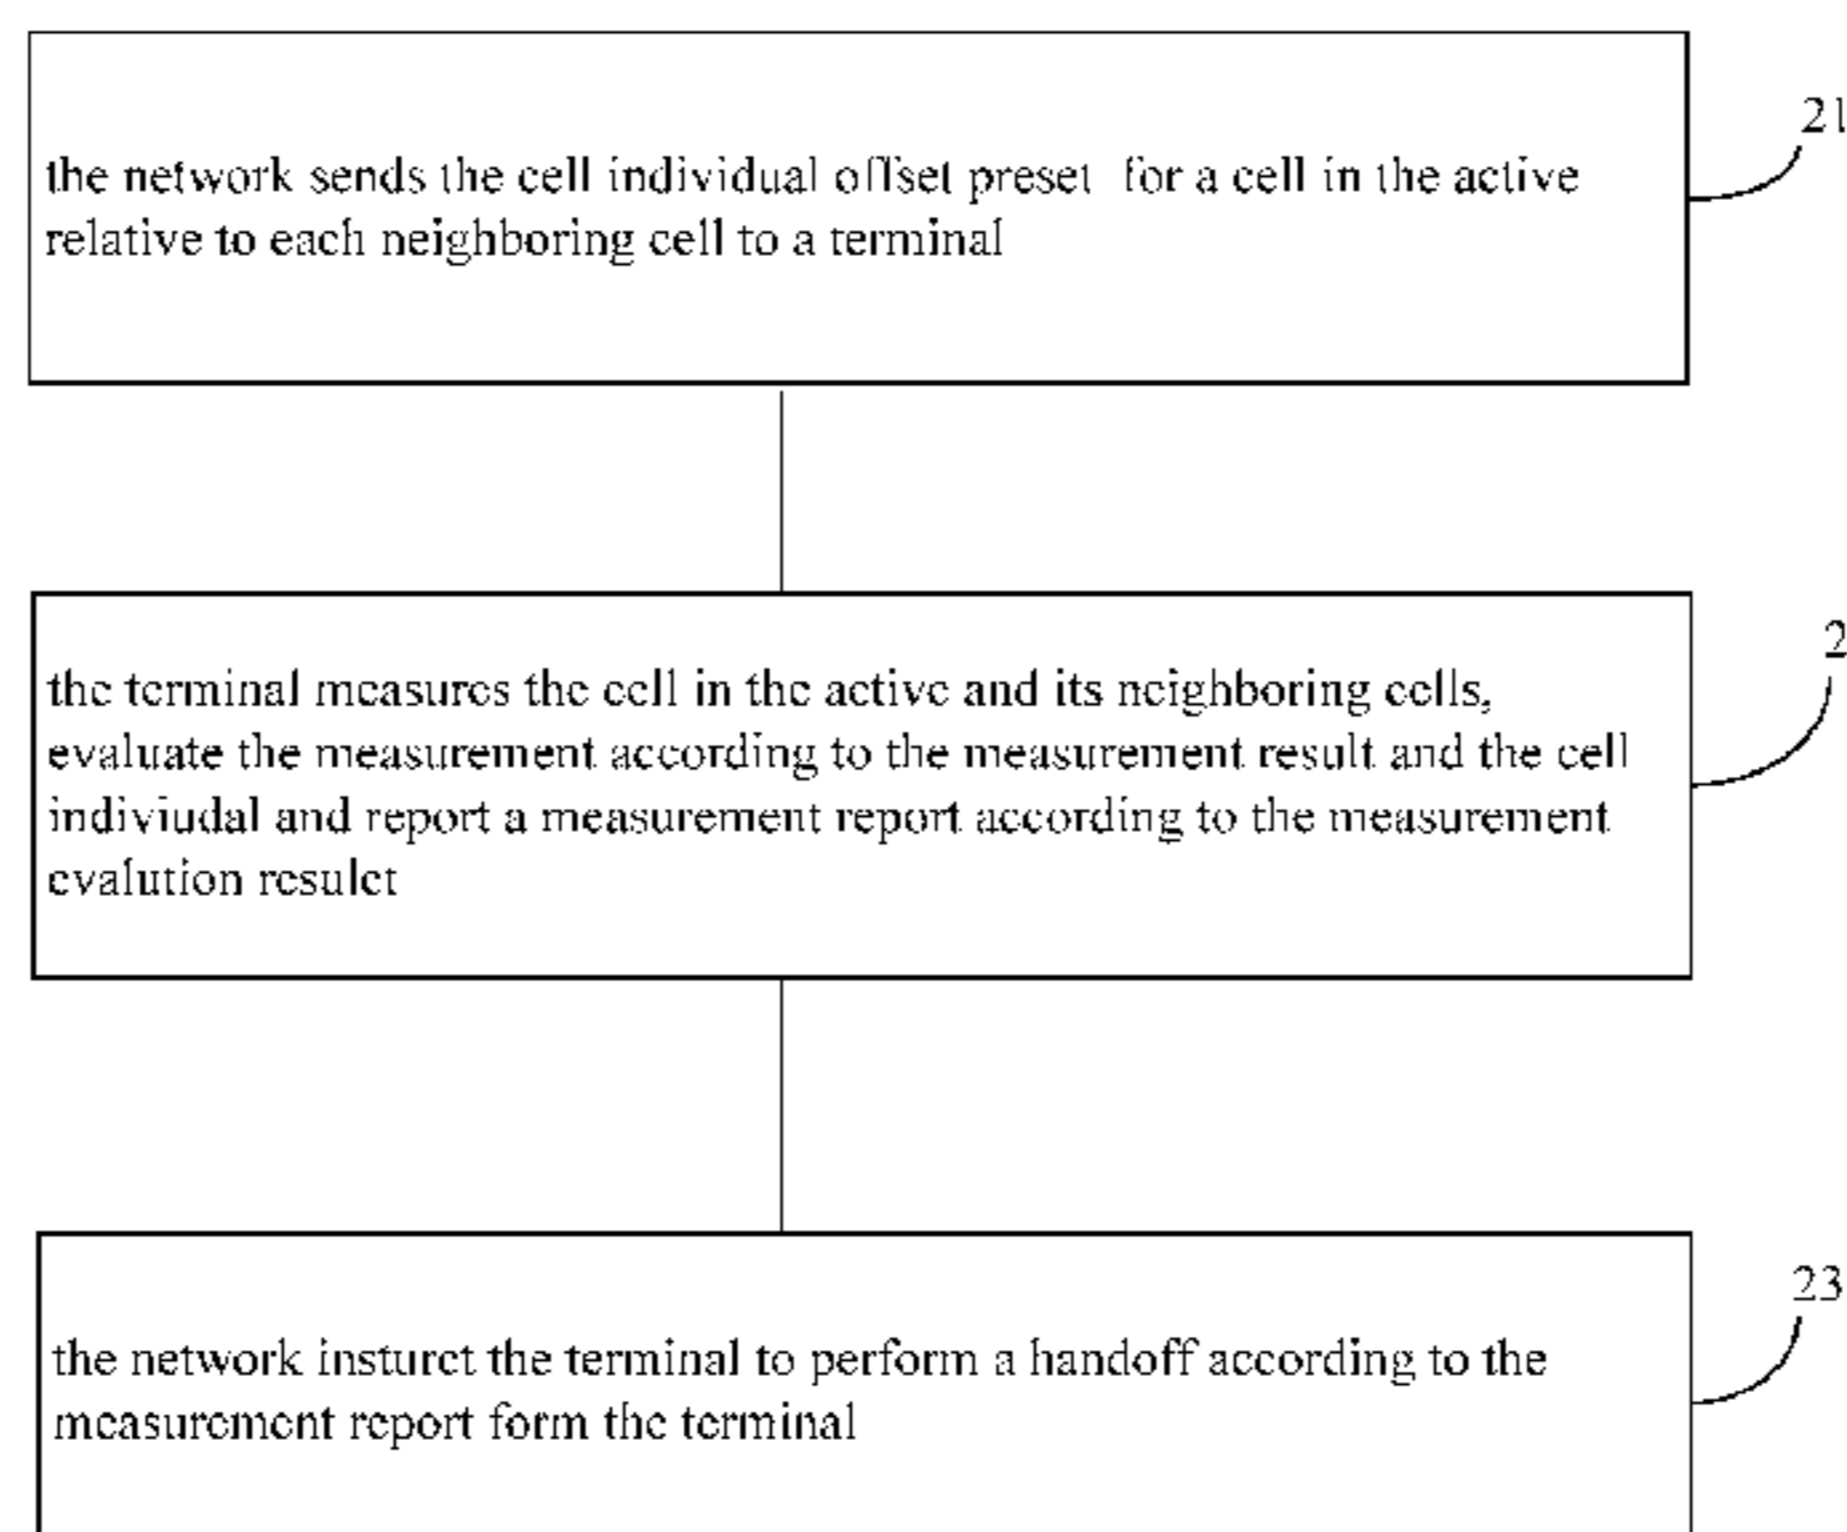 21
the network sends the cell individual offset preset for a cell in the active
relative to each neighboring cell to a terminal
2
the terminal measures the cell in the active and its neighboring cells,
evaluate the measurement according to the measurement result and the cell
indiviudal and report a measurement report according to the measurement
evalution resulet
23
the network insturct the terminal to perform a handoff according to the
measurement report form the terminal